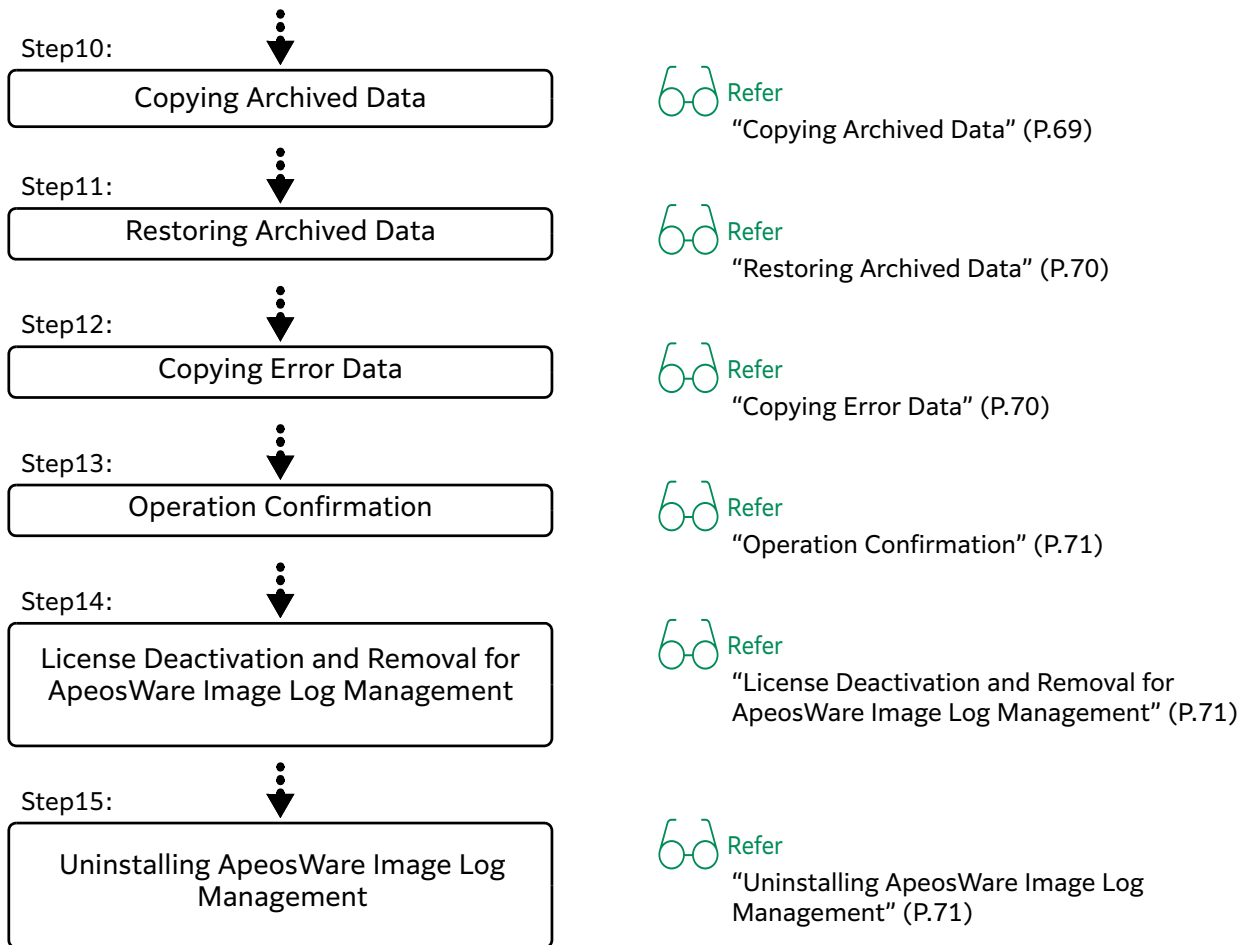 Step10:
Copying Archived Data
Refer
“Copying Archived Data” (P.69)
Step11:
Restoring Archived Data
Refer
“Restoring Archived Data” (P.70)
Step12:
Copying Error Data
Refer
“Copying Error Data” (P.70)
Step13:
Operation Confirmation
Refer
“Operation Confirmation” (P.71)
Step14:
License Deactivation and Removal for
ApeosWare Image Log Management
Refer
“License Deactivation and Removal for
ApeosWare Image Log Management” (P.71)
Step15:
Uninstalling ApeosWare Image Log
Management
Refer
“Uninstalling ApeosWare Image Log
Management” (P.71)